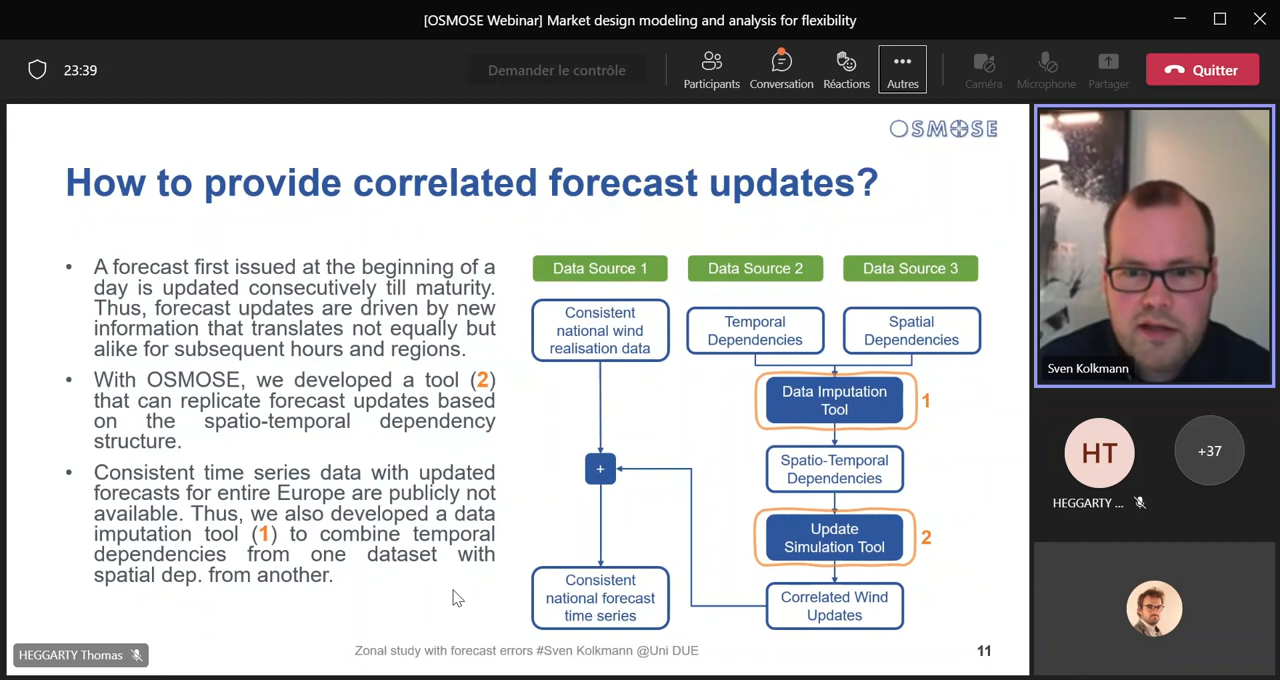 [OSMOSE Webinar] Market design modeling and analysis for flexibility
23:39
Demander le contrôle
Participants
Conversation
Réactions
Autres
Caméra
Microphone
Partager
Quitter
OSMOSE
How to provide correlated forecast updates?
• A forecast first issued at the beginning of a
day is updated consecutively till maturity.
Thus, forecast updates are driven by new
information that translates not equally but
alike for subsequent hours and regions.
• With OSMOSE, we developed a tool (2)
that can replicate forecast updates based
on the spatio-temporal dependency
structure.
• Consistent time series data with updated
forecasts for entire Europe are publicly not
available. Thus, we also developed a data
imputation tool (1) to combine temporal
dependencies from one dataset with
spatial dep. from another.
Data Source 1
Data Source 2
Data Source 3
Consistent
national wind
realisation data
Temporal
Dependencies
Spatial
Dependencies
Data Imputation
Tool
1
+
Spatio-Temporal
Dependencies
Update
Simulation Tool
2
Consistent
national forecast
time series
Correlated Wind
Updates
Zonal study with forecast errors #Sven Kolkmann @Uni DUE
11
HEGGARTY Thomas
Sven Kolkmann
HT
HEGGARTY ...
+37